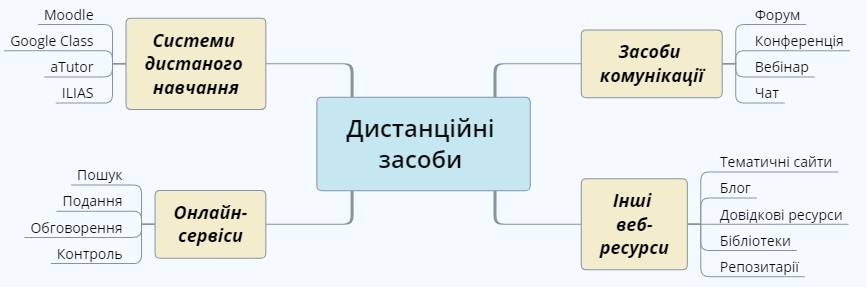 Moodle
Google Class
aTutor
ILIAS
Системи
дистаного
навчання
Пошук
Подання
Обговорення
Контроль
Онлайн-
сервіси
Дистанційні
засоби
Засоби
комунікації
Форум
Конференція
Вебінар
Чат
Інші
веб-
ресурси
Тематичні сайти
Блог
Довідкові ресурси
Бібліотеки
Репозитарії